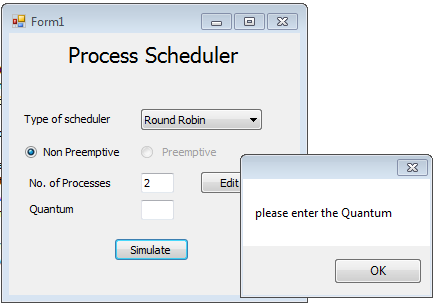 Form1
Process Scheduler
Type of scheduler Round Robin
Non Preemptive Preemptive
No. of Processes 2 Edit
Quantum
please enter the Quantum
Simulate
OK